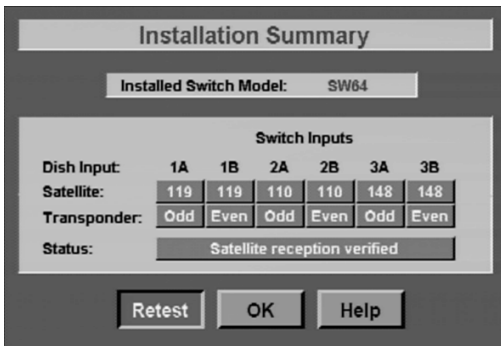 Installation Summary
Installed Switch Model: SW64
Switch Inputs
Dish Input: 1A 1B 2A 2B 3A 3B
Satellite: 119 119 110 110 148 148
Transponder: Odd Even Odd Even Odd Even
Status: Satellite reception verified
Retest OK Help